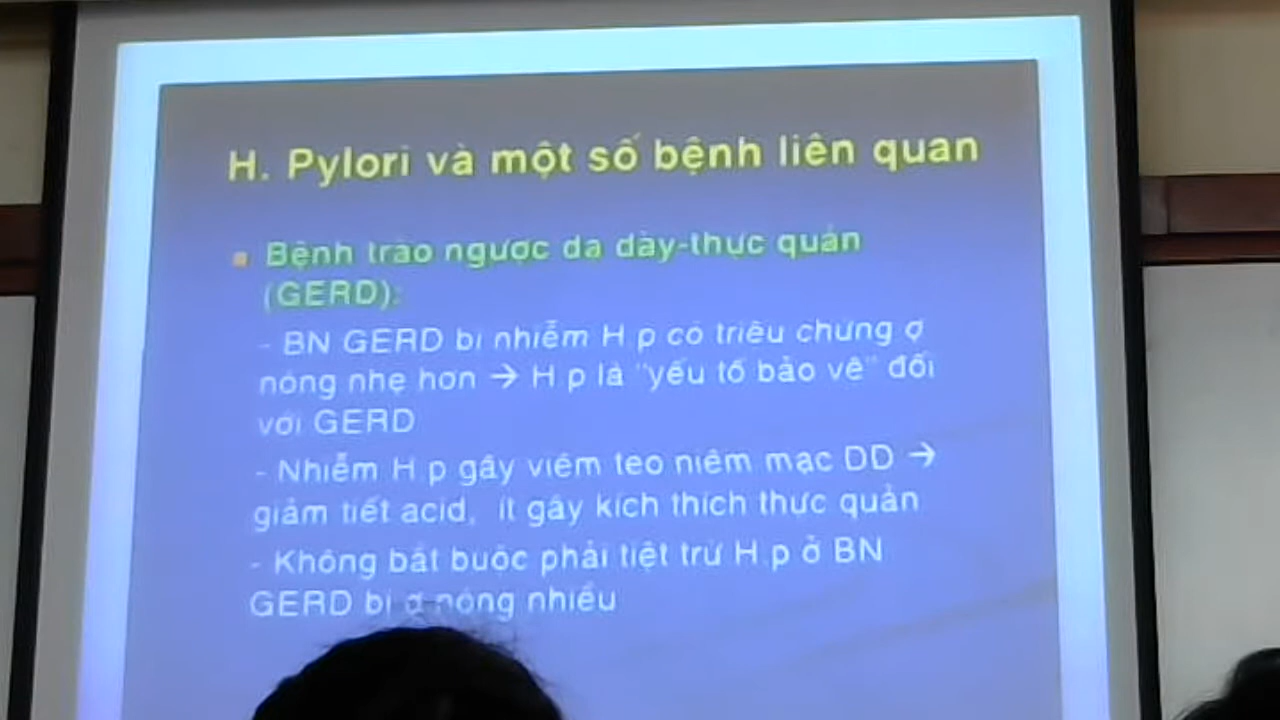 H. Pylori và một số bệnh liên quan
Bệnh trào ngược dạ dày-thực quản
(GERD):
- BN GERD bị nhiễm H p có triệu chứng ợ
nóng nhẹ hơn → H p là "yếu tố bảo vệ" đối
với GERD
- Nhiễm H p gây viêm teo niêm mạc DD →
giảm tiết acid, ít gây kích thích thực quản
- Không bắt buộc phải tiệt trừ H.p ở BN
GERD bị ợ nóng nhiều